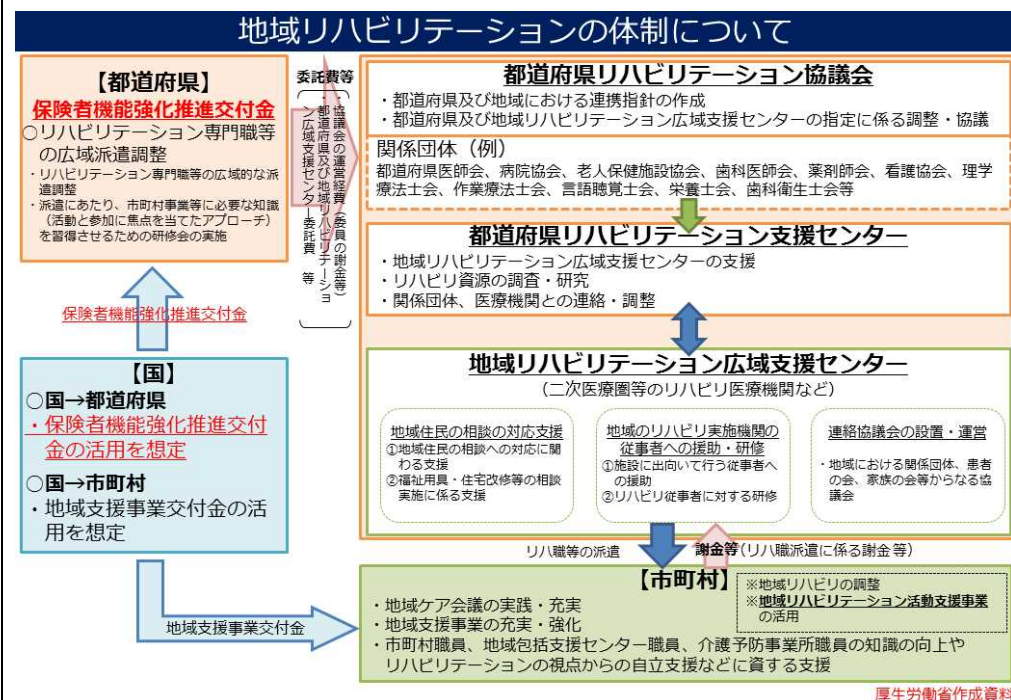 地域リハビリテーションの体制について
【都道府県】
保険者機能強化推進交付金
○リハビリテーション専門職等
の広域派遣調整
・リハビリテーション専門職等の広域的な派
遣調整
・派遣にあたり、市町村事業等に必要な知識
（活動と参加に焦点を当てたアプローチ）
を習得させるための研修会の実施
委託費等
・協議会の運営経費（委員の謝金等）
・都道府県及び地域リハビリテーショ
ン広域支援センター委託費　等
都道府県リハビリテーション協議会
・都道府県及び地域における連携指針の作成
・都道府県及び地域リハビリテーション広域支援センターの指定に係る調整・協議
関係団体（例）
都道府県医師会、病院協会、老人保健施設協会、歯科医師会、薬剤師会、看護協会、理学
療法士会、作業療法士会、言語聴覚士会、栄養士会、歯科衛生士会等
都道府県リハビリテーション支援センター
・地域リハビリテーション広域支援センターの支援
・リハビリ資源の調査・研究
・関係団体、医療機関との連絡・調整
保険者機能強化推進交付金
【国】
○国→都道府県
・保険者機能強化推進交付
金の活用を想定
○国→市町村
・地域支援事業交付金の活
用を想定
地域リハビリテーション広域支援センター
（二次医療圏等のリハビリ医療機関など）
地域住民の相談の対応支援
①地域住民の相談への対応に関
わる支援
②福祉用具・住宅改修等の相談
実施に係る支援
地域のリハビリ実施機関の
従事者への援助・研修
①施設に出向いて行う従事者へ
の援助
②リハビリ従事者に対する研修
連絡協議会の設置・運営
・地域における関係団体、患者
の会、家族の会等からなる協
議会
リハ職等の派遣
謝金等（リハ職派遣に係る謝金等）
地域支援事業交付金
【市町村】
※地域リハビリの調整
※地域リハビリテーション活動支援事業
の活用
・地域ケア会議の実践・充実
・地域支援事業の充実・強化
・市町村職員、地域包括支援センター職員、介護予防事業所職員の知識の向上や
リハビリテーションの視点からの自立支援などに資する支援
厚生労働省作成資料